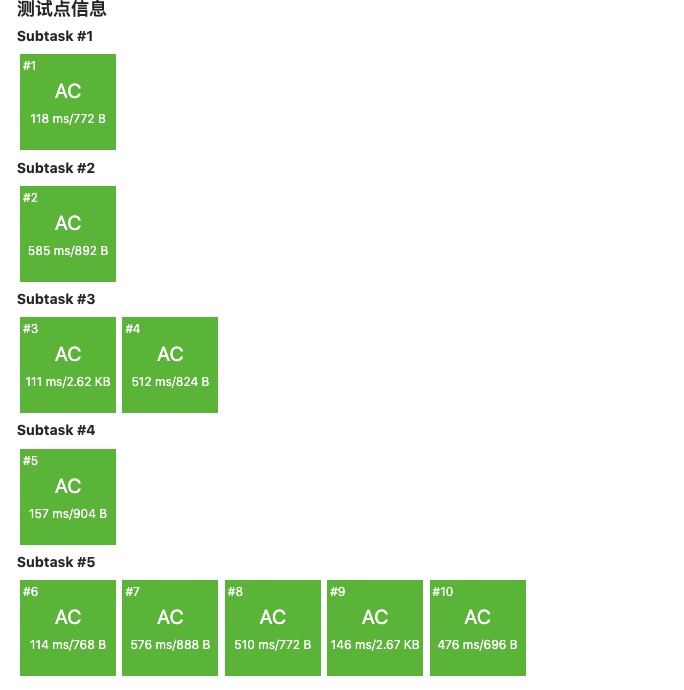 测试点信息
Subtask #1
#1
AC
118 ms/772 B
Subtask #2
#2
AC
585 ms/892 B
Subtask #3
#3 #4
AC AC
111 ms/2.62 KB 512 ms/824 B
Subtask #4
#5
AC
157 ms/904 B
Subtask #5
#6 #7 #8 #9 #10
AC AC AC AC AC
114 ms/768 B 576 ms/888 B 510 ms/772 B 146 ms/2.67 KB 476 ms/696 B